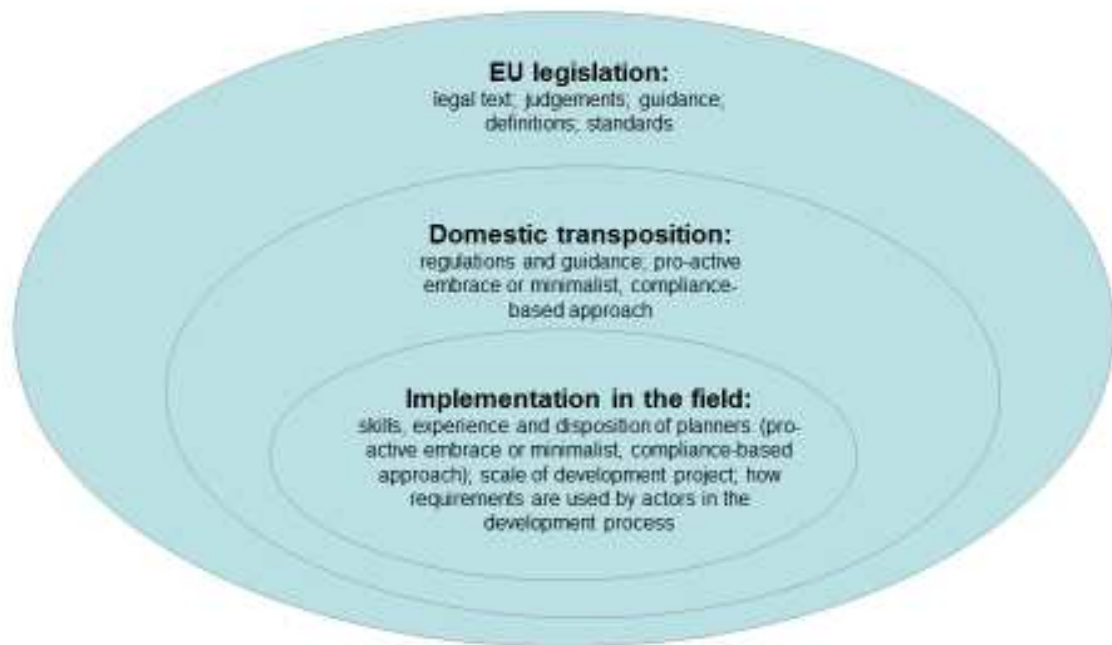 EU legislation:
legal text; judgements; guidance;
definitions; standards
Domestic transposition:
regulations and guidance; pro-active
embrace or minimalist, compliance-
based approach
Implementation in the field:
skills, experience and disposition of planners (pro-
active embrace or minimalist, compliance-based
approach); scale of development project; how
requirements are used by actors in the
development process